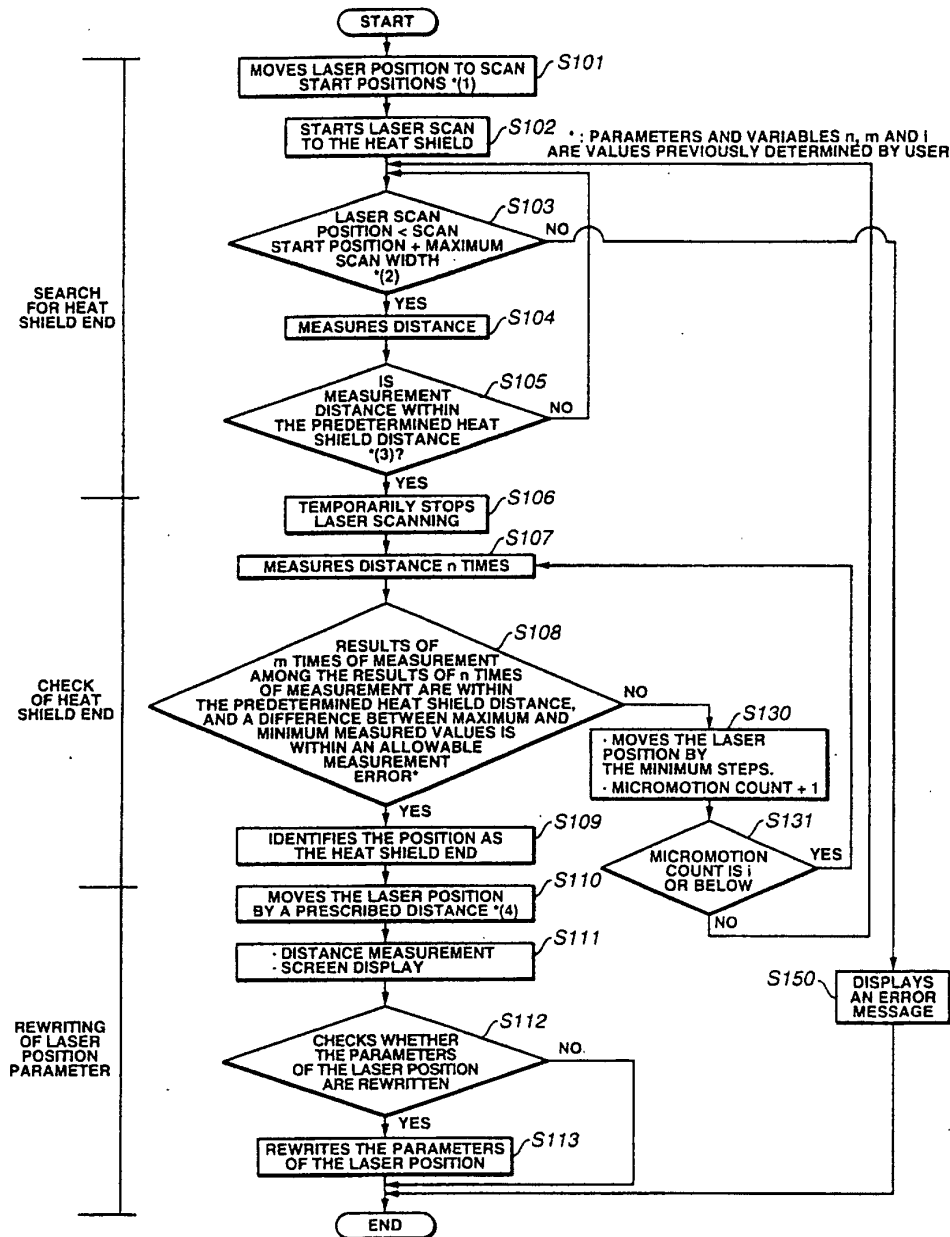 START
S101
MOVES LASER POSITION TO SCAN
START POSITIONS *(1)
S102
STARTS LASER SCAN
TO THE HEAT SHIELD
* : PARAMETERS AND VARIABLES n, m AND i
ARE VALUES PREVIOUSLY DETERMINED BY USER
SEARCH
FOR HEAT
SHIELD END
S103
LASER SCAN
POSITION < SCAN
START POSITION + MAXIMUM
SCAN WIDTH
*(2)
NO
YES
S104
MEASURES DISTANCE
S105
IS
MEASUREMENT
DISTANCE WITHIN
THE PREDETERMINED HEAT
SHIELD DISTANCE
*(3)?
NO
YES
CHECK
OF HEAT
SHIELD END
S106
TEMPORARILY STOPS
LASER SCANNING
S107
MEASURES DISTANCE n TIMES
S108
RESULTS OF
m TIMES OF MEASUREMENT
AMONG THE RESULTS OF n TIMES
OF MEASUREMENT ARE WITHIN
THE PREDETERMINED HEAT SHIELD DISTANCE,
AND A DIFFERENCE BETWEEN MAXIMUM AND
MINIMUM MEASURED VALUES IS
WITHIN AN ALLOWABLE
MEASUREMENT
ERROR*
NO
YES
S130
· MOVES THE LASER
POSITION BY
THE MINIMUM STEPS.
· MICROMOTION COUNT + 1
S131
MICROMOTION
COUNT IS i
OR BELOW
YES
NO
S109
IDENTIFIES THE POSITION AS
THE HEAT SHIELD END
REWRITING
OF LASER
POSITION
PARAMETER
S110
MOVES THE LASER POSITION
BY A PRESCRIBED DISTANCE *(4)
S111
· DISTANCE MEASUREMENT
· SCREEN DISPLAY
S150
DISPLAYS
AN ERROR
MESSAGE
S112
CHECKS WHETHER
THE PARAMETERS
OF THE LASER POSITION
ARE REWRITTEN
NO
YES
S113
REWRITES THE PARAMETERS
OF THE LASER POSITION
END